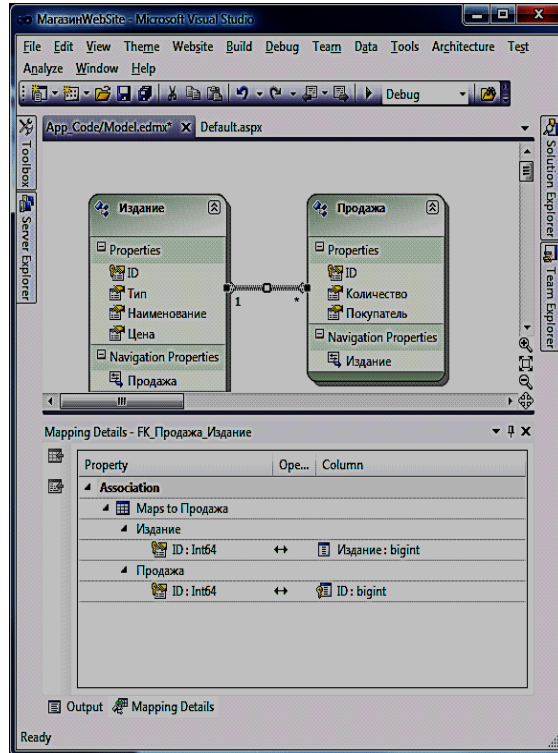 МагазинWebSite - Microsoft Visual Studio
File Edit View Theme Website Build Debug Team Data Tools Architecture Test
Analyze Window Help
Debug
App_Code/Model.edmx* X Default.aspx
Toolbox
Server Explorer
Solution Explorer
Team Explorer
Издание
Properties
ID
Тип
Наименование
Цена
Navigation Properties
Продажа
1
*
Продажа
Properties
ID
Количество
Покупатель
Navigation Properties
Издание
Mapping Details - FK_Продажа_Издание
Property Ope... Column
Association
Maps to Продажа
Издание
ID : Int64 ↔ Издание : bigint
Продажа
ID : Int64 ↔ ID : bigint
Output Mapping Details
Ready